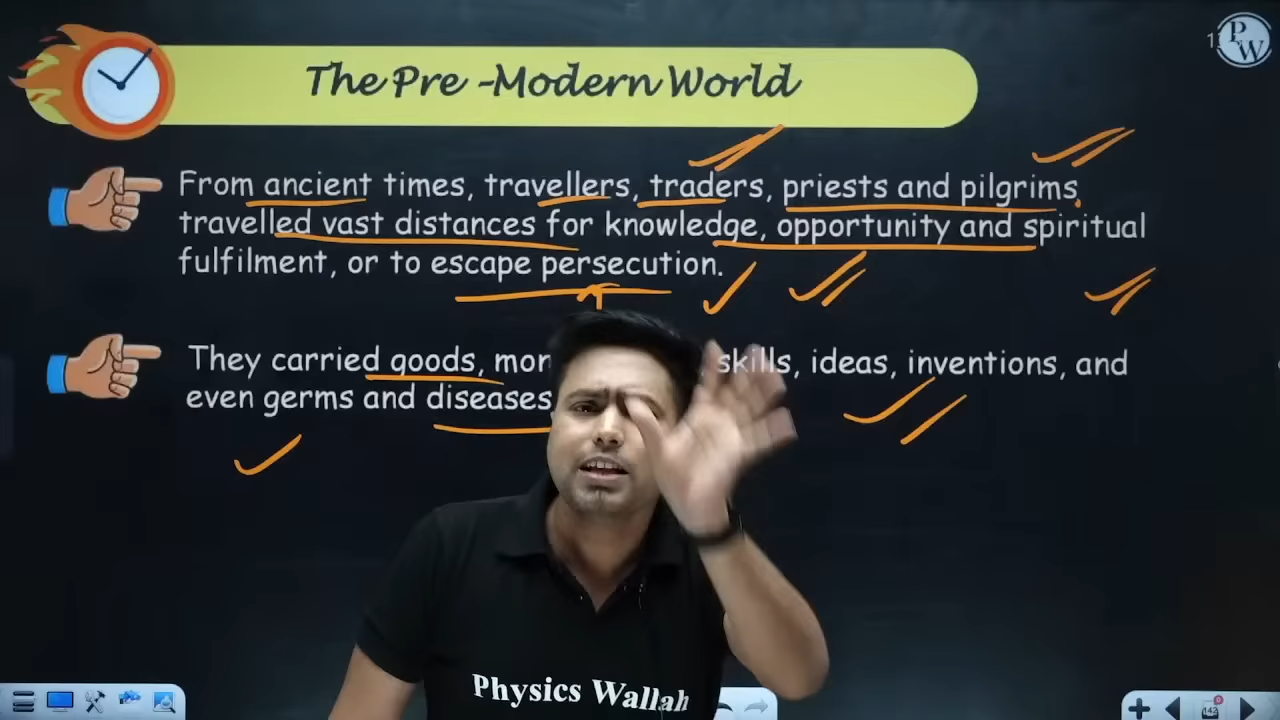 PW
The Pre -Modern World
From ancient times, travellers, traders, priests and pilgrims
travelled vast distances for knowledge, opportunity and spiritual
fulfilment, or to escape persecution.
They carried goods, skills, ideas, inventions, and
even germs and diseases
Physics Wallah
142